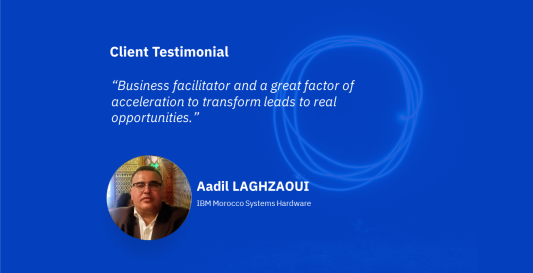 Client Testimonial
“Business facilitator and a great factor of
acceleration to transform leads to real
opportunities.”
Aadil LAGHZAOUI
IBM Morocco Systems Hardware